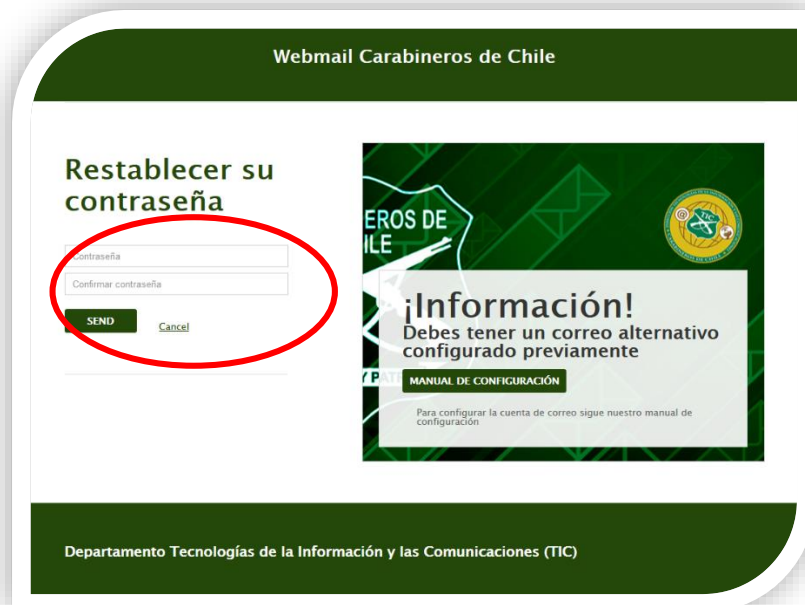 Webmail Carabineros de Chile
Restablecer su
contraseña
Contraseña
Confirmar contraseña
SEND
Cancel
EROS DE
ILE
TIC
¡Información!
Debes tener un correo alternativo
configurado previamente
Y PAT
MANUAL DE CONFIGURACIÓN
Para configurar la cuenta de correo sigue nuestro manual de
configuración
Departamento Tecnologías de la Información y las Comunicaciones (TIC)